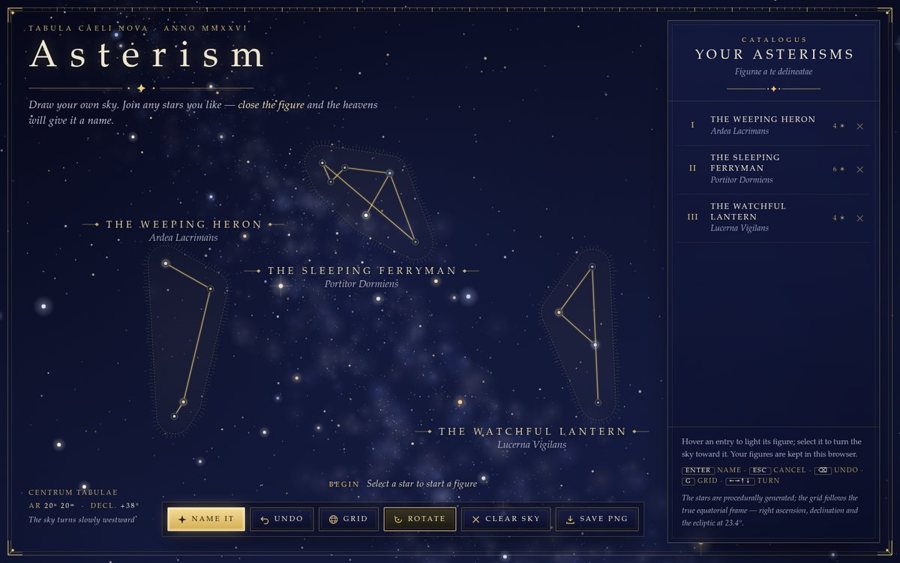 TABULA CÆLI NOVA · ANNO MMXXVI
Asterism
Draw your own sky. Join any stars you like — close the figure and the heavens
will give it a name.
THE WEEPING HERON
Ardea Lacrimans
THE SLEEPING FERRYMAN
Portitor Dormiens
THE WATCHFUL LANTERN
Lucerna Vigilans
BEGIN Select a star to start a figure
CENTRUM TABULAE
AR 20ʰ 20ᵐ · DECL. +38°
The sky turns slowly westward
NAME IT UNDO GRID ROTATE CLEAR SKY SAVE PNG
CATALOGUS
YOUR ASTERISMS
Figurae a te delineatae
I THE WEEPING HERON 4 ✶ ×
Ardea Lacrimans
II THE SLEEPING
FERRYMAN 6 ✶ ×
Portitor Dormiens
III THE WATCHFUL
LANTERN 4 ✶ ×
Lucerna Vigilans
Hover an entry to light its figure; select it to turn the
sky toward it. Your figures are kept in this browser.
ENTER NAME · ESC CANCEL · ⌫ UNDO ·
G GRID · ←→↑↓ TURN
The stars are procedurally generated; the grid follows the
true equatorial frame — right ascension, declination and
the ecliptic at 23.4°.